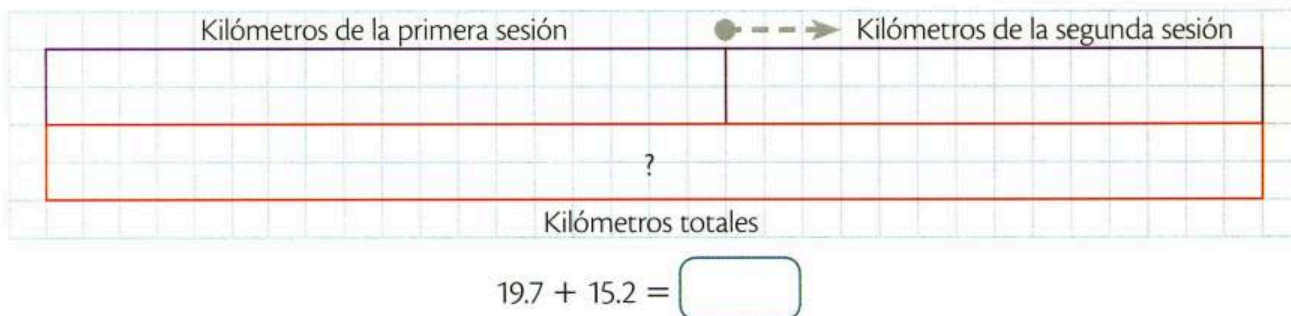 Kilómetros de la primera sesión Kilómetros de la segunda sesión
?
Kilómetros totales
19.7 + 15.2 =